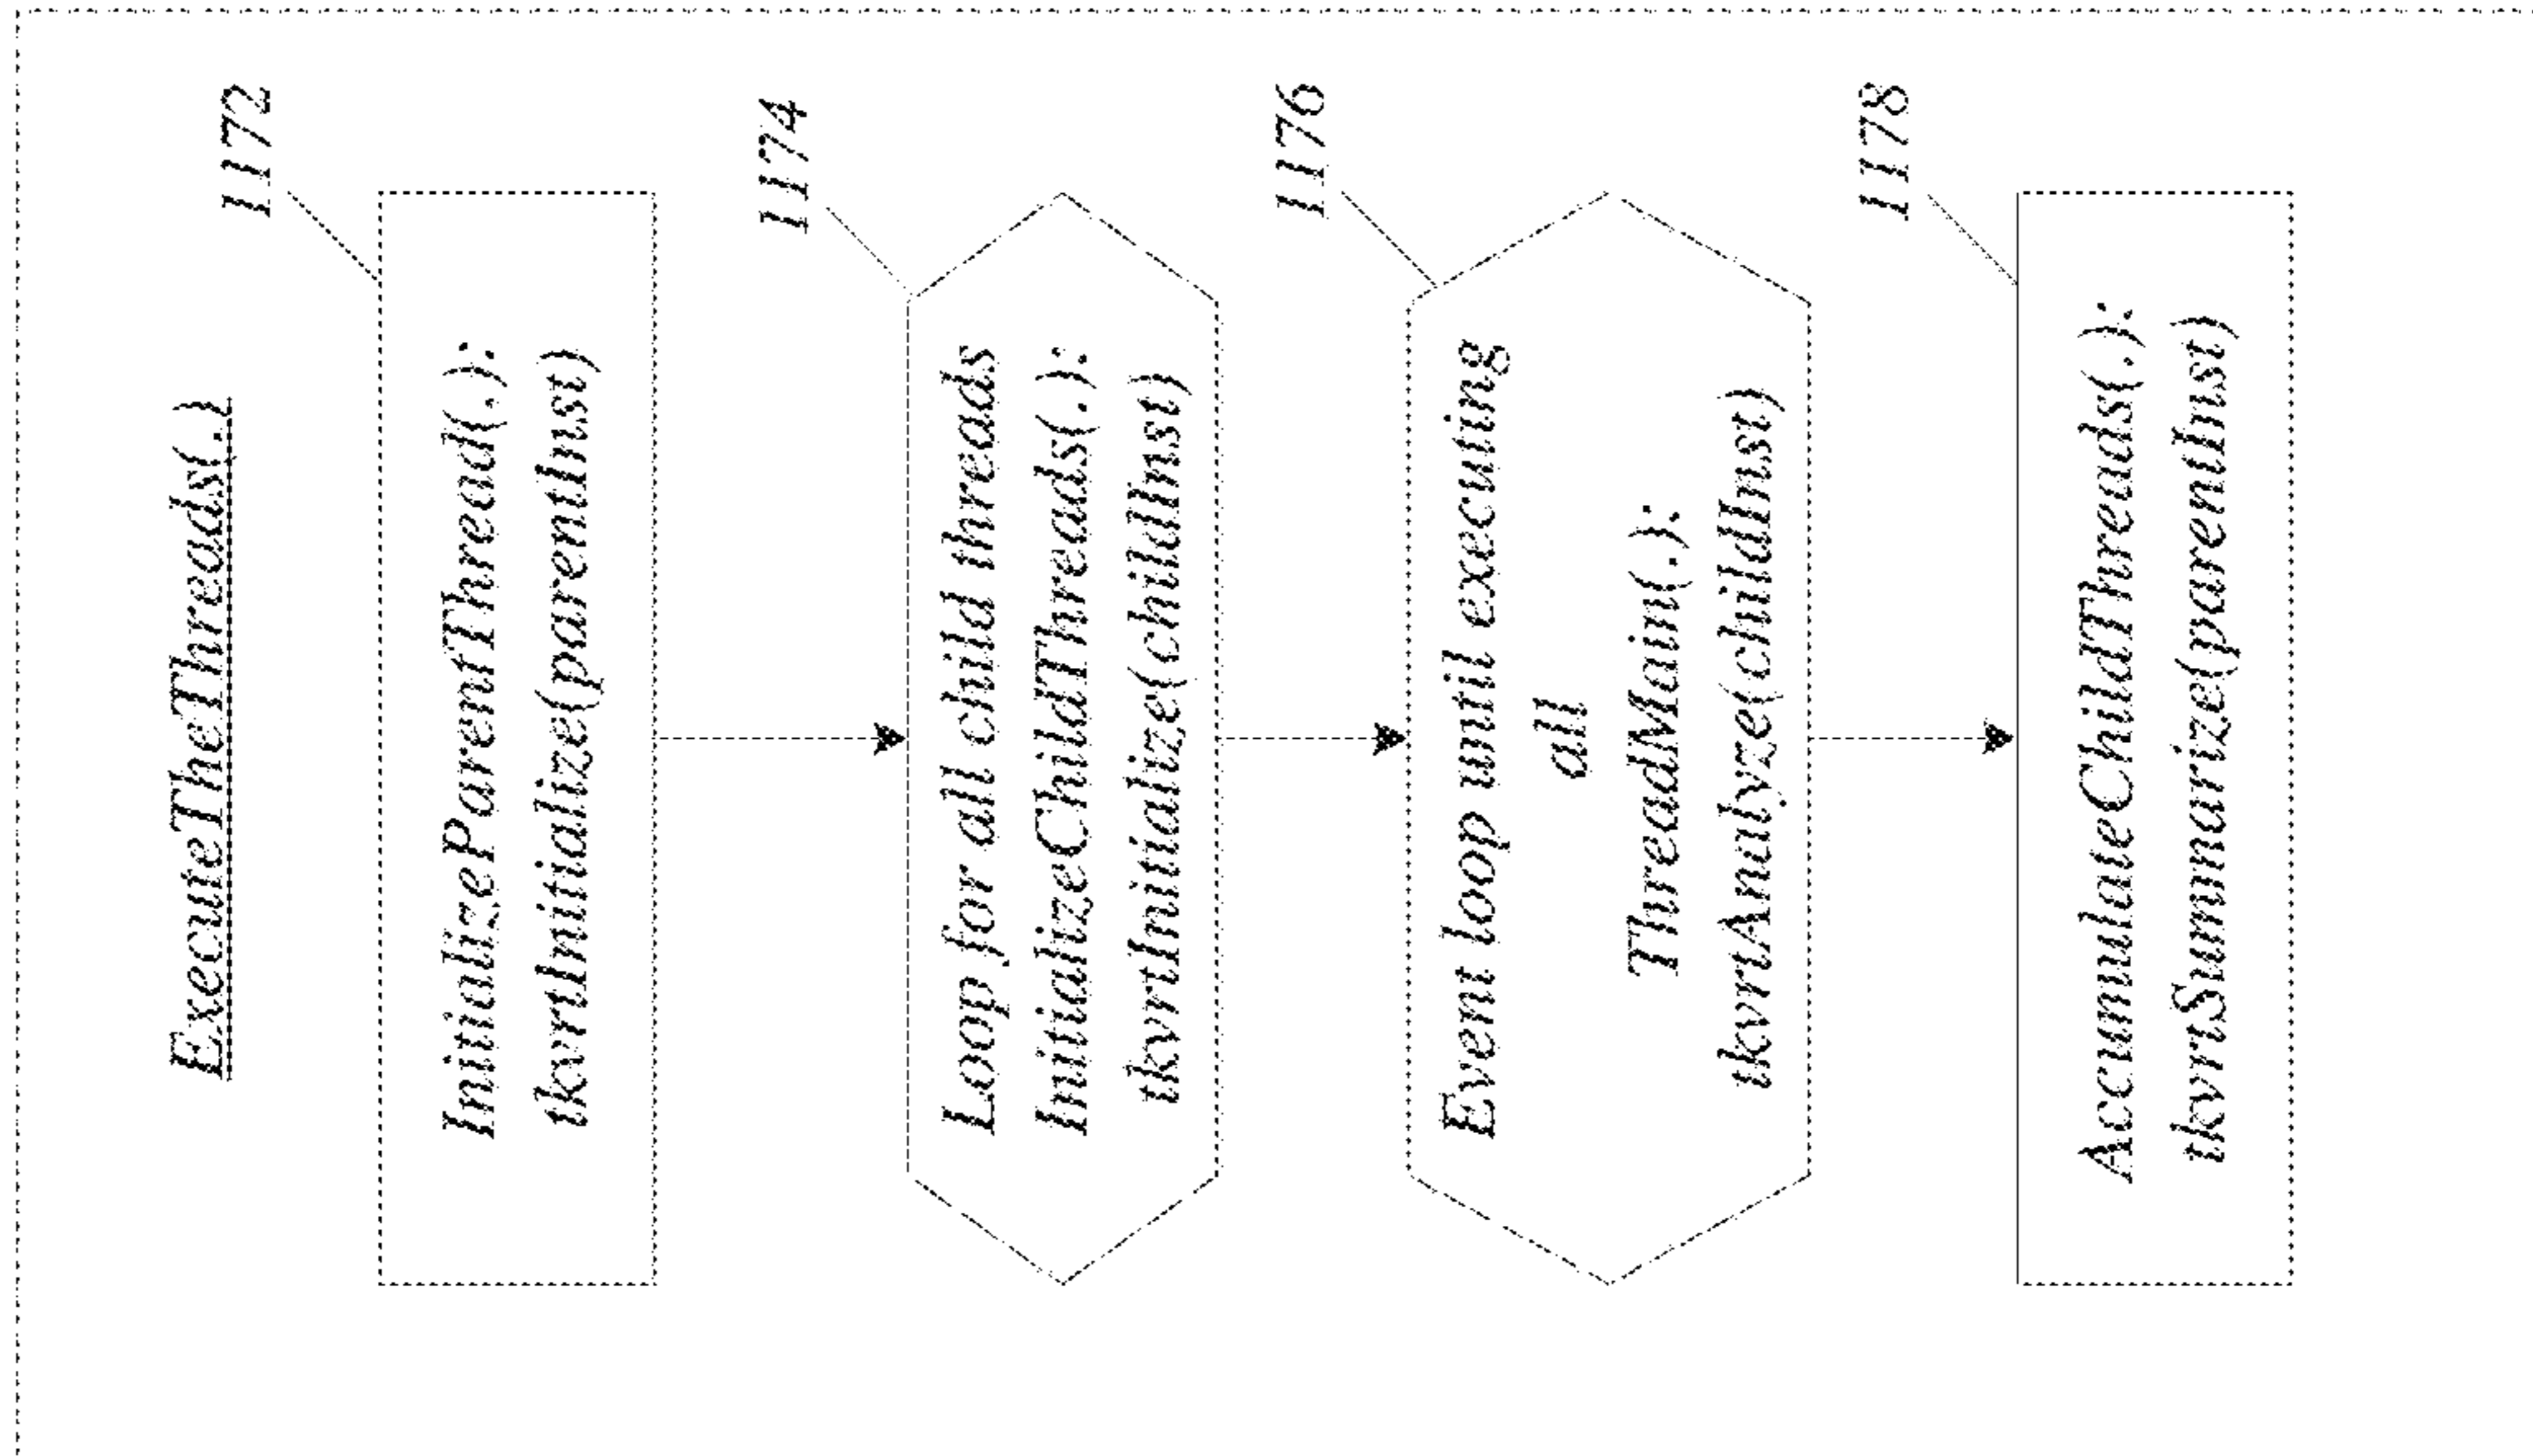 ExecuteTheThreads(.)
1172
InitializeParentThread(.):
tkvrtInitialize(parentInst)
1174
Loop for all child threads
InitializeChildThreads(.):
tkvrtInitialize(childInst)
1176
Event loop until executing
all
ThreadMain(.):
tkvrtAnalyze(childInst)
1178
AccumulateChildThreads(.):
tkvrtSummarize(parentInst)